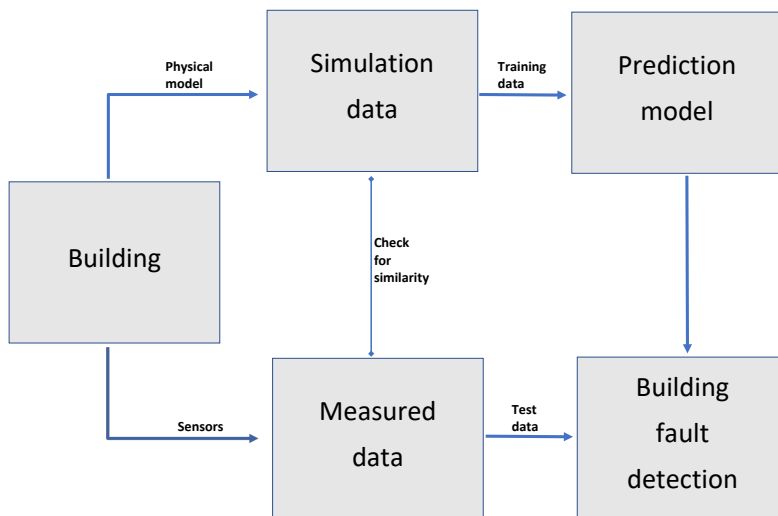 Physical
model
Simulation
data
Training
data
Prediction
model
Building
Check
for
similarity
Sensors
Measured
data
Test
data
Building
fault
detection